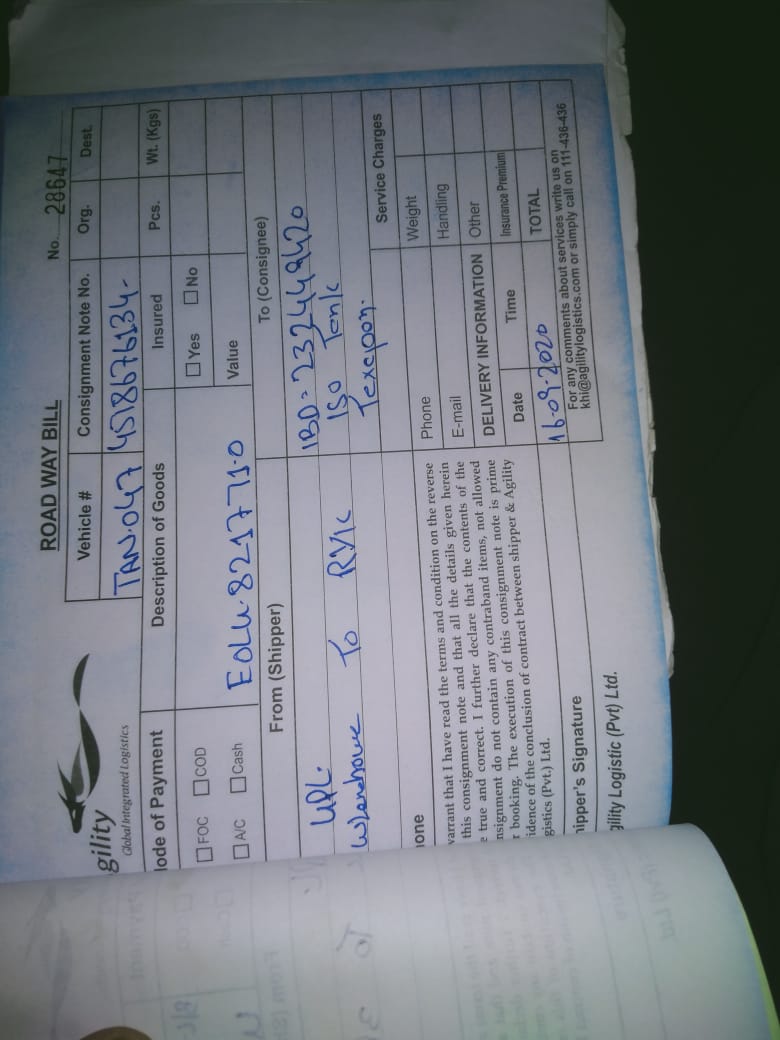 ROAD WAY BILL
No. 28647
gility
Global Integrated Logistics
Vehicle # Consignment Note No. Org. Dest.
TAN-047 4518676134-
ode of Payment Description of Goods Insured Pcs. Wt. (Kgs)
FOC COD Yes No
A/C Cash EOLU-821771-0 Value
From (Shipper) To (Consignee)
UPL. IBD= 232449420
To RYK ISO Tank
one Service Charges
Phone Weight
E-mail Handling
DELIVERY INFORMATION Other
Date Time Insurance Premium
16-09-2020 TOTAL
warrant that I have read the terms and condition on the reverse
this consignment note and that all the details given herein
e true and correct. I further declare that the contents of the
nsignment do not contain any contraband items, not allowed
r booking. The execution of this consignment note is prime
idence of the conclusion of contract between shipper & Agility
gistics (Pvt.) Ltd.
hipper's Signature
For any comments about services write us on
khi@agilitylogistics.com or simply call on 111-436-436
gility Logistic (Pvt) Ltd.